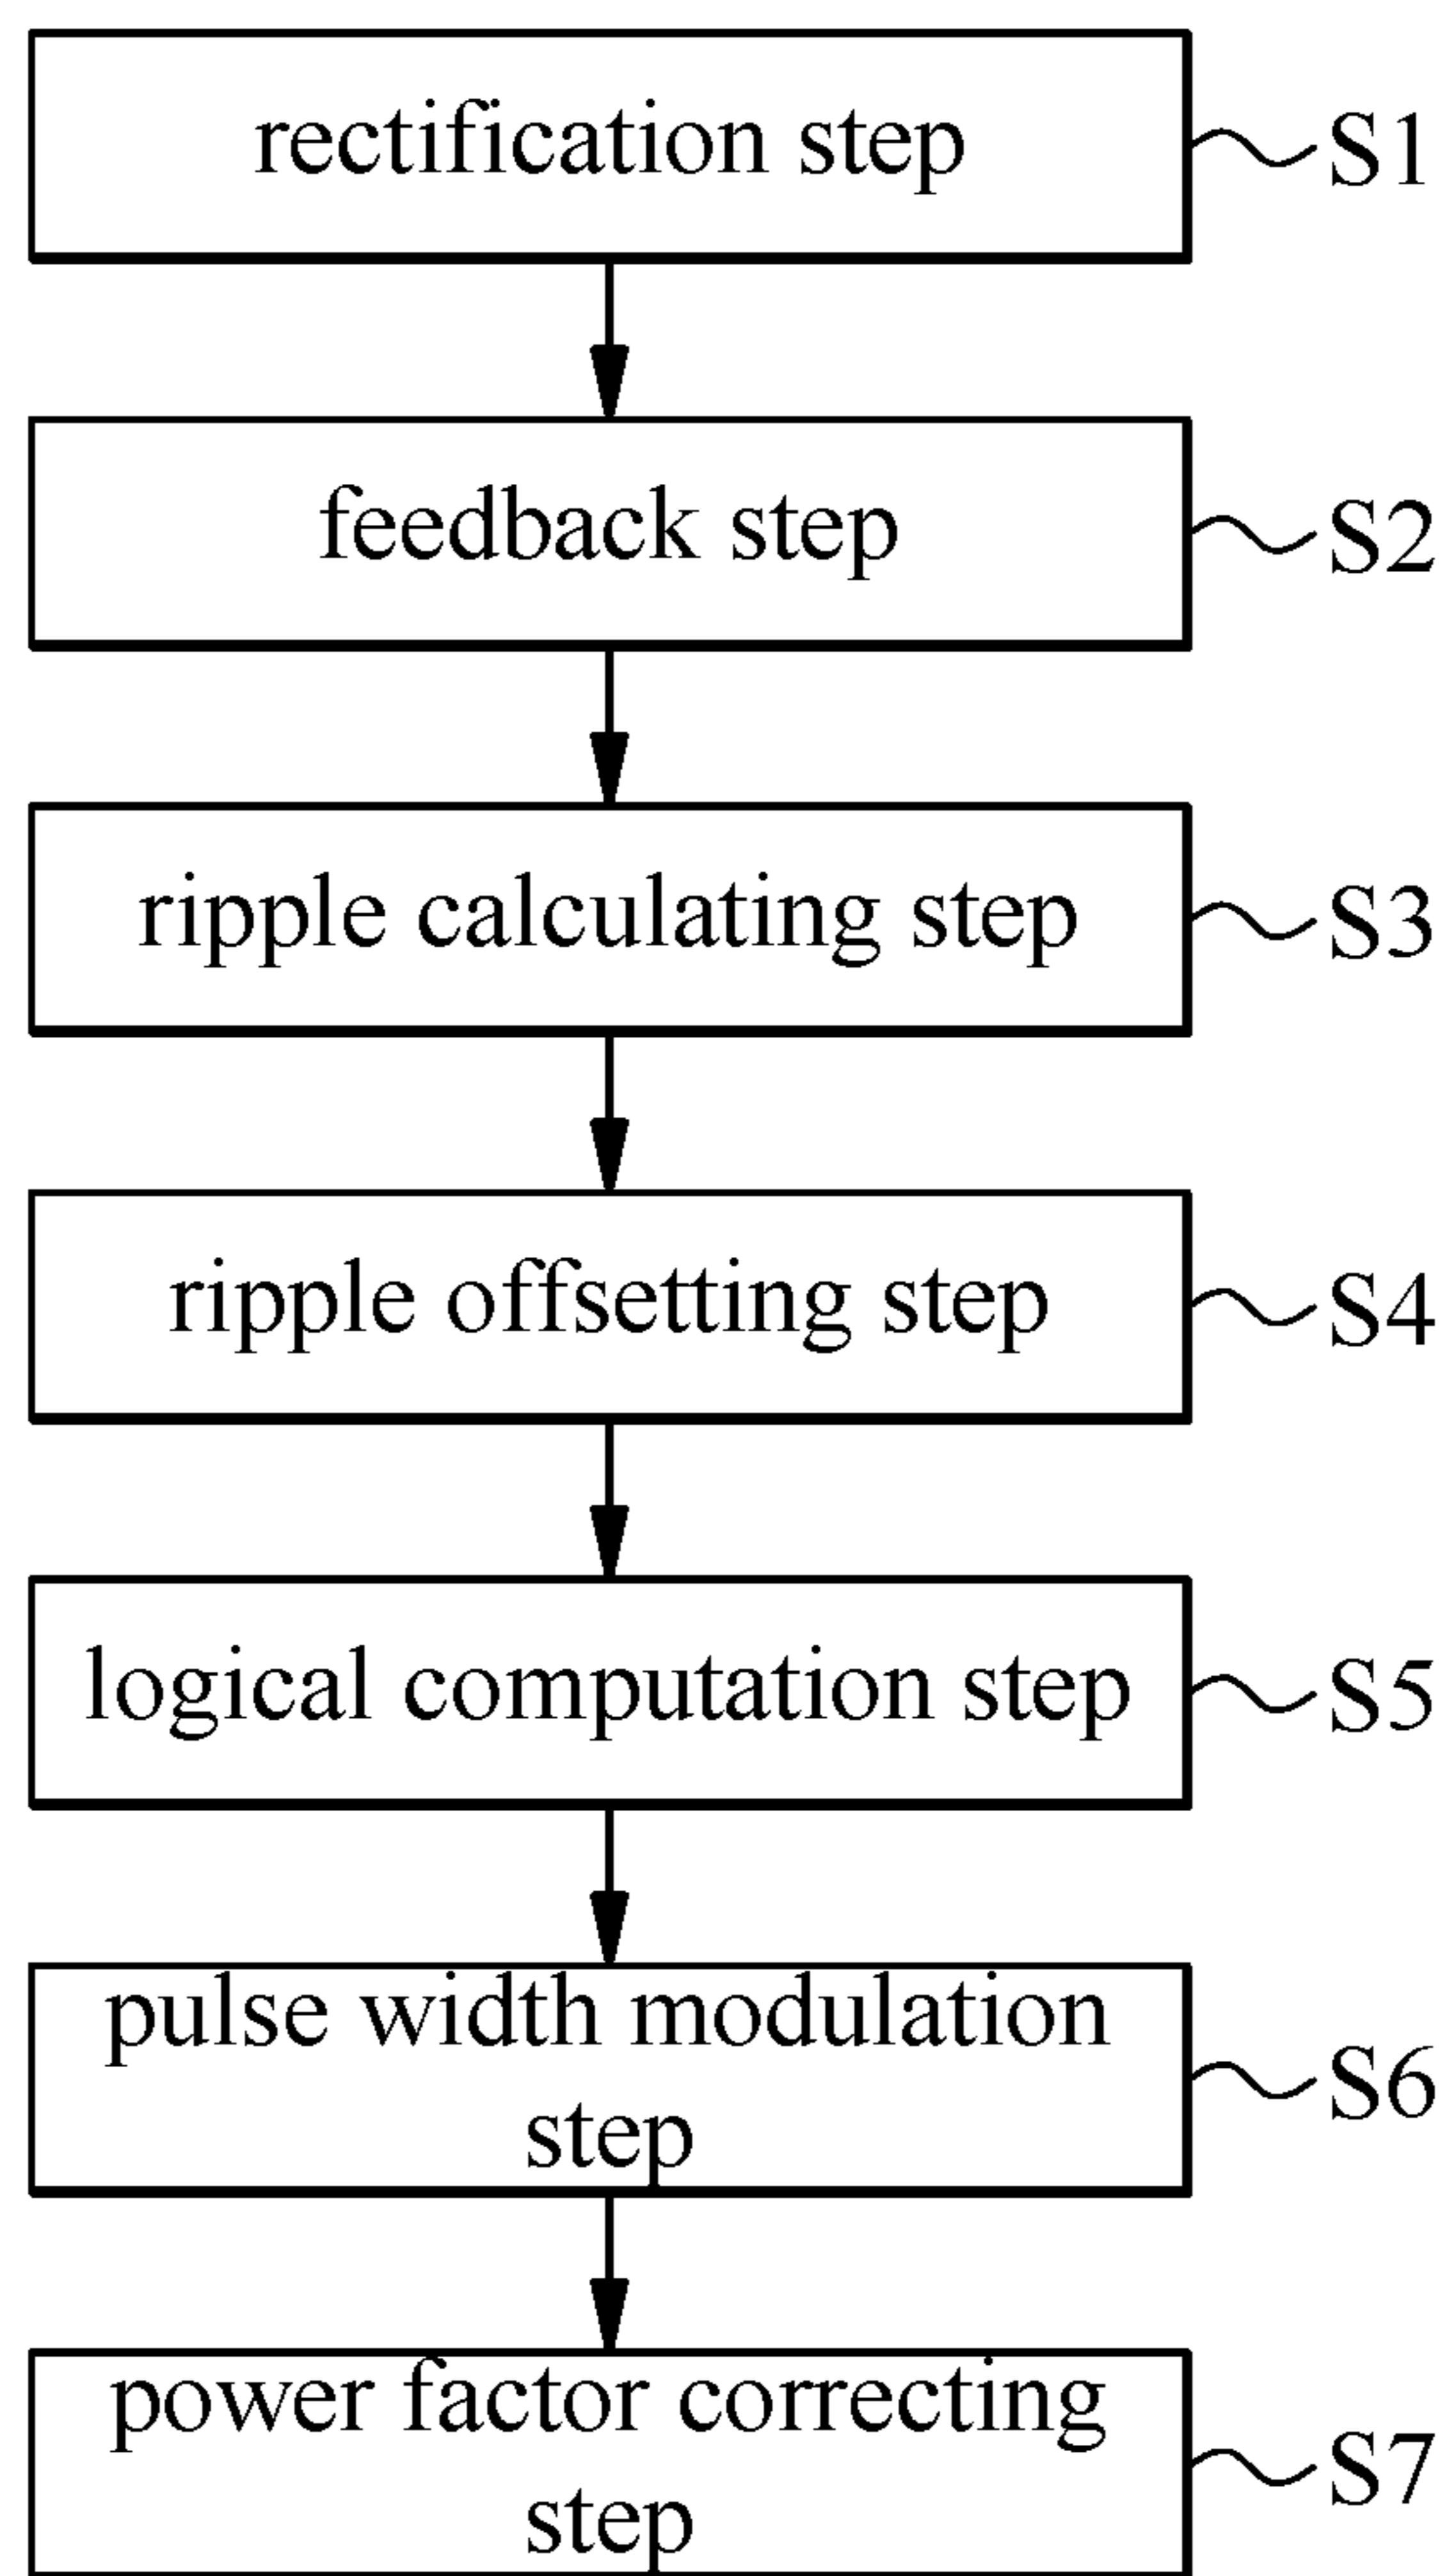 rectification step
S1
feedback step
S2
ripple calculating step
S3
ripple offsetting step
S4
logical computation step
S5
pulse width modulation
step
S6
power factor correcting
step
S7